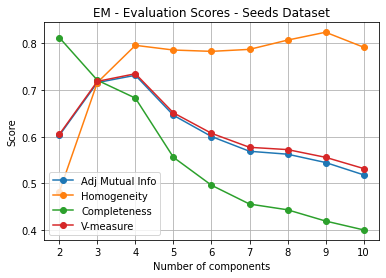 EM - Evaluation Scores - Seeds Dataset
0.8
0.7
0.6
0.5
0.4
Score
Adj Mutual Info
Homogeneity
Completeness
V-measure
2 3 4 5 6 7 8 9 10
Number of components